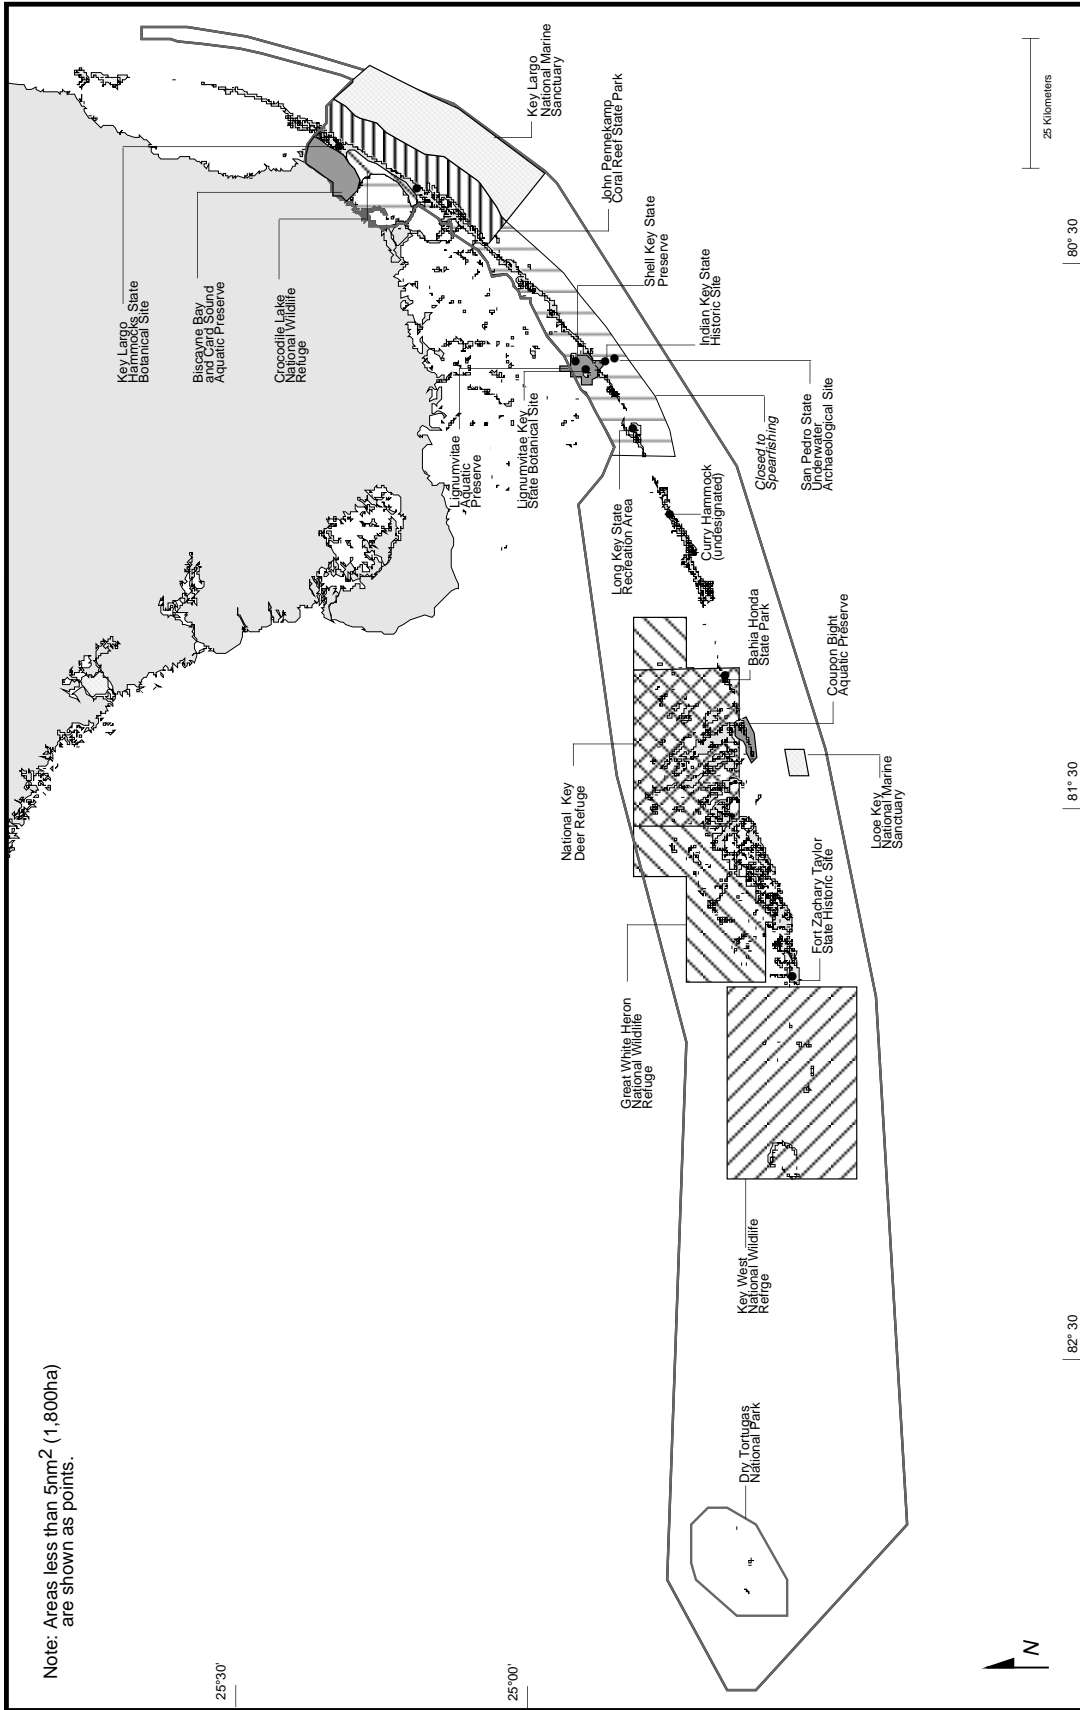 Note: Areas less than 5nm2 (1,800ha)
are shown as points.
25°30'
25°00'
Key Largo
Hammocks State
Botanical Site
Biscayne Bay
and Card Sound
Aquatic Preserve
Crocodile Lake
National Wildlife
Refuge
Lignumvitae
Aquatic
Preserve
Lignumvitae Key
State Botanical Site
Key Largo
National Marine
Sanctuary
John Pennekamp
Coral Reef State Park
Shell Key State
Preserve
Indian Key State
Historic Site
San Pedro State
Underwater
Archaeological Site
Closed to
Spearfishing
Long Key State
Recreation Area
Curry Hammock
(undesignated)
National Key
Deer Refuge
Bahia Honda
State Park
Coupon Bight
Aquatic Preserve
Looe Key
National Marine
Sanctuary
Great White Heron
National Wildlife
Refuge
Fort Zachary Taylor
State Historic Site
Key West
National Wildlife
Refrge
Dry Tortugas
National Park
N
82° 30
81° 30
80° 30
25 Kilometers